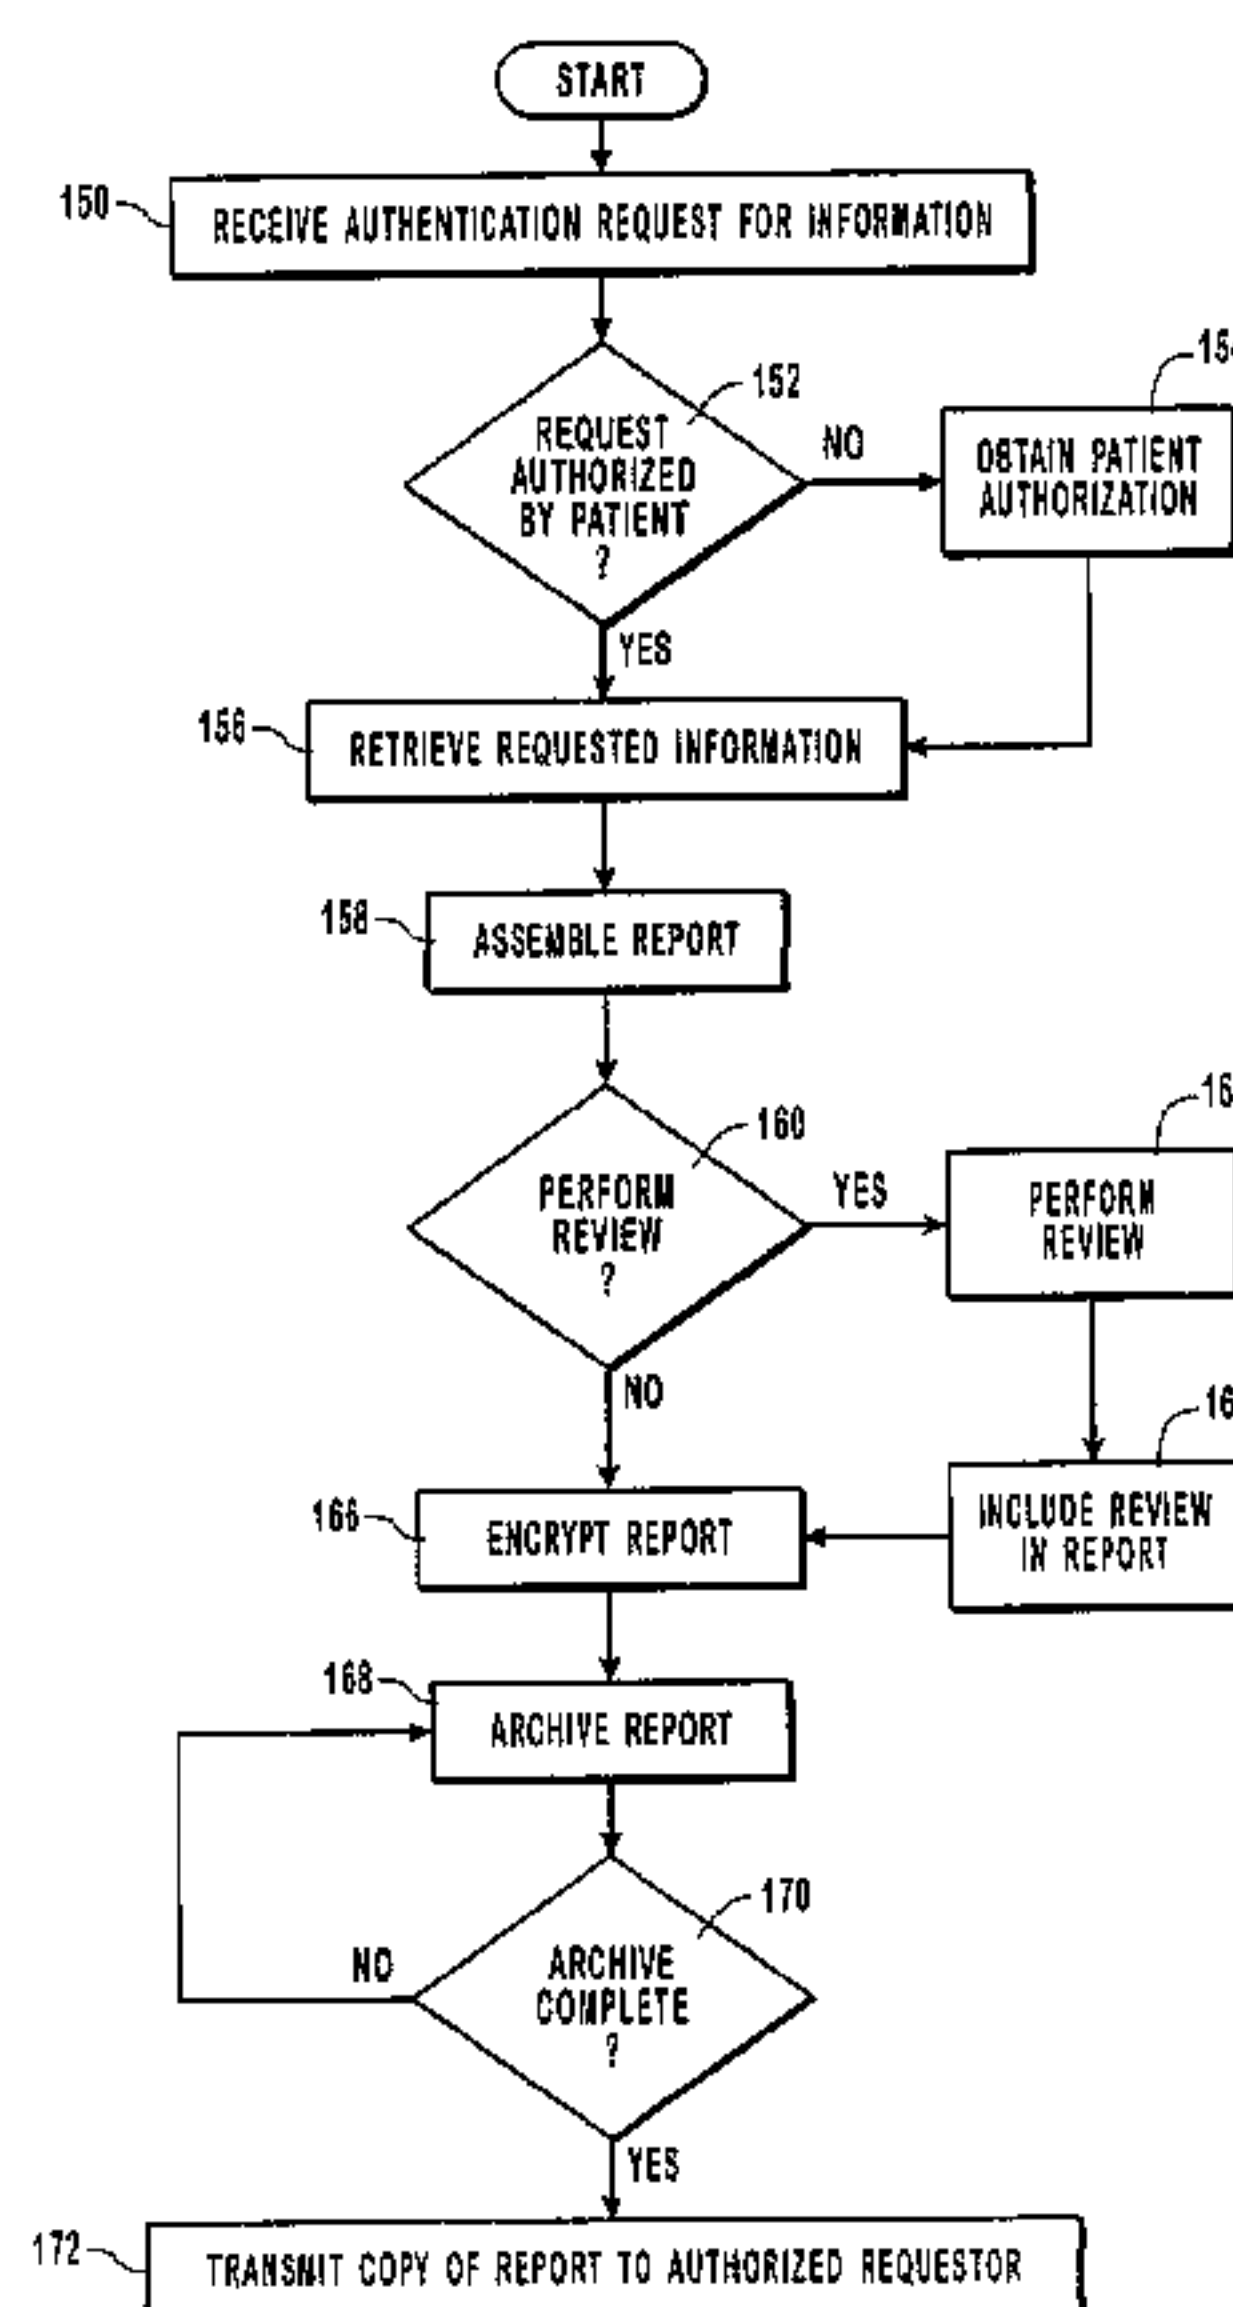 START
150
RECEIVE AUTHENTICATION REQUEST FOR INFORMATION
152
REQUEST
AUTHORIZED
BY PATIENT
?
NO
OBTAIN PATIENT
AUTHORIZATION
YES
156
RETRIEVE REQUESTED INFORMATION
158
ASSEMBLE REPORT
160
PERFORM
REVIEW
?
YES
PERFORM
REVIEW
NO
INCLUDE REVIEW
IN REPORT
166
ENCRYPT REPORT
168
ARCHIVE REPORT
170
ARCHIVE
COMPLETE
?
NO
YES
172
TRANSMIT COPY OF REPORT TO AUTHORIZED REQUESTOR